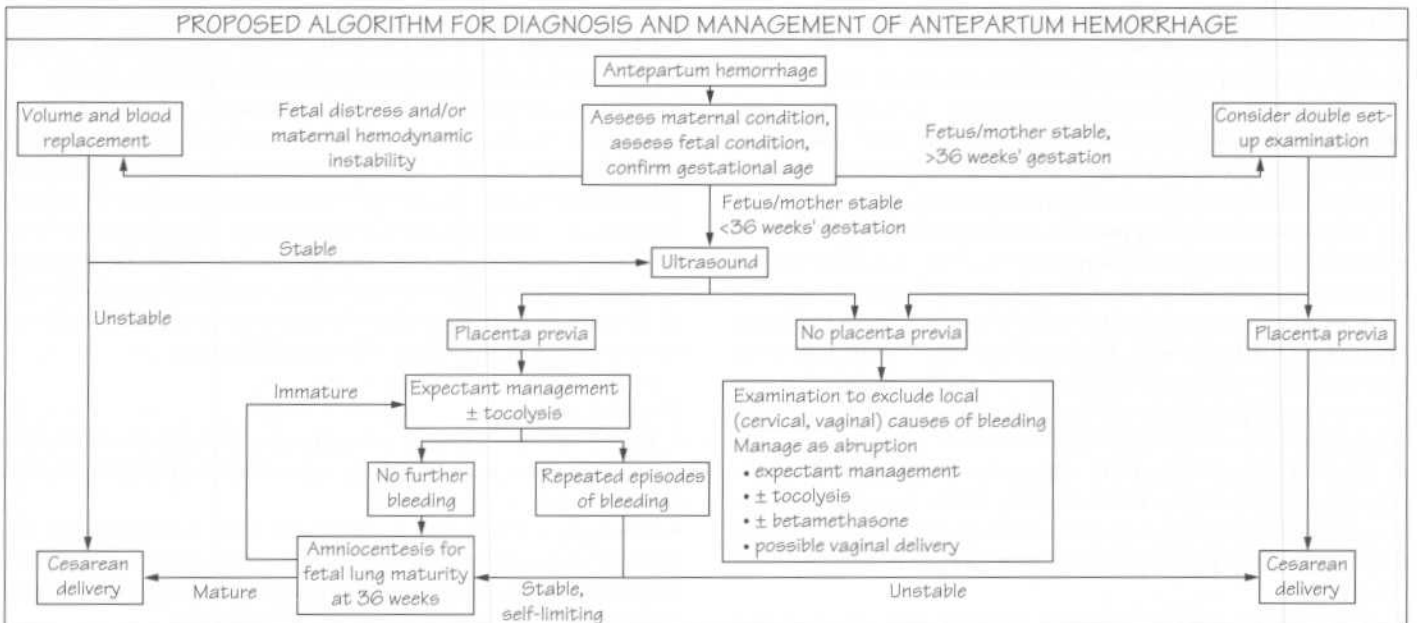 PROPOSED ALGORITHM FOR DIAGNOSIS AND MANAGEMENT OF ANTEPARTUM HEMORRHAGE
Antepartum hemorrhage
Volume and blood
replacement
Fetal distress and/or
maternal hemodynamic
instability
Assess maternal condition,
assess fetal condition,
confirm gestational age
Fetus/mother stable,
>36 weeks' gestation
Consider double set-
up examination
Fetus/mother stable
<36 weeks' gestation
Stable
Ultrasound
Unstable
Placenta previa
No placenta previa
Placenta previa
Immature
Expectant management
± tocolysis
Examination to exclude local
(cervical, vaginal) causes of bleeding
Manage as abruption
• expectant management
• ± tocolysis
• ± betamethasone
• possible vaginal delivery
No further
bleeding
Repeated episodes
of bleeding
Cesarean
delivery
Mature
Amniocentesis for
fetal lung maturity
at 36 weeks
Stable,
self-limiting
Unstable
Cesarean
delivery